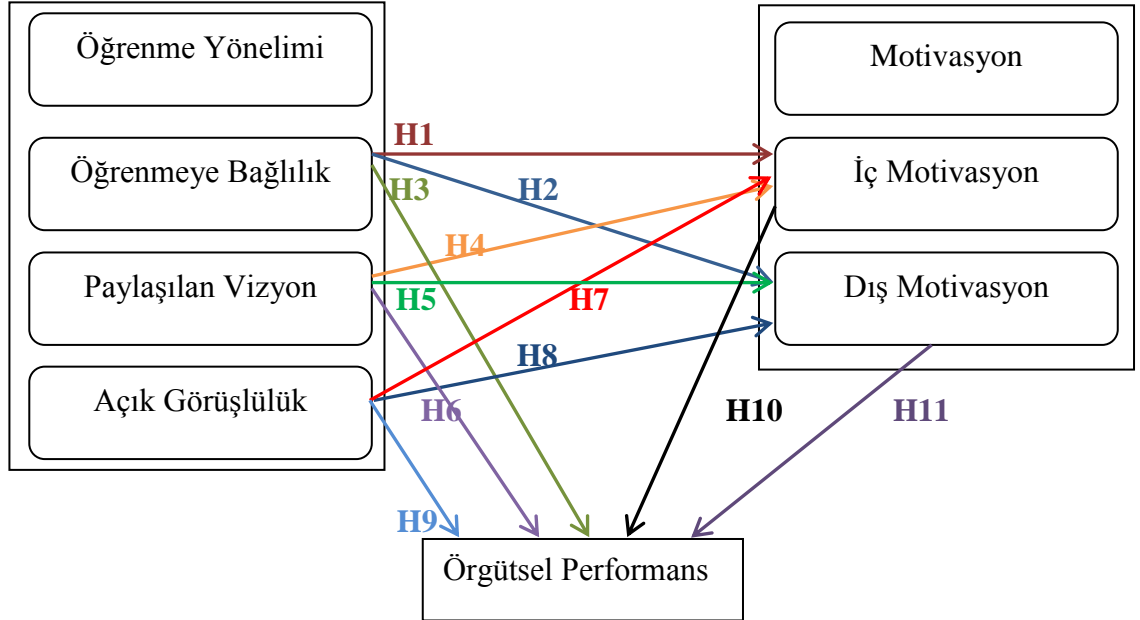 Öğrenme Yönelimi
Motivasyon
H1
Öğrenmeye Bağlılık
İç Motivasyon
H3
H2
H4
Paylaşılan Vizyon
H5
H7
Dış Motivasyon
H8
Açık Görüşlülük
H6
H10
H11
H9
Örgütsel Performans